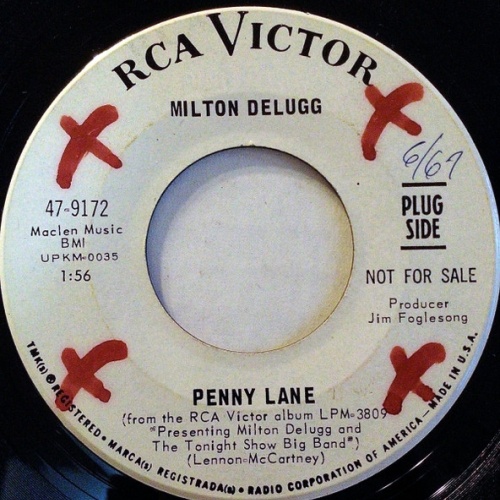 RCA VICTOR
MILTON DELUGG
6/67
47-9172
Maclen Music
BMI
UPKM-0035
1:56
PLUG
SIDE
NOT FOR SALE
Producer
Jim Foglesong
PENNY LANE
(from the RCA Victor album LPM-3809
"Presenting Milton Delugg and
The Tonight Show Big Band")
(Lennon-McCartney)
TMK(s) ® REGISTERED • MARCA(s) REGISTRADA(s) • RADIO CORPORATION OF AMERICA — MADE IN U.S.A.